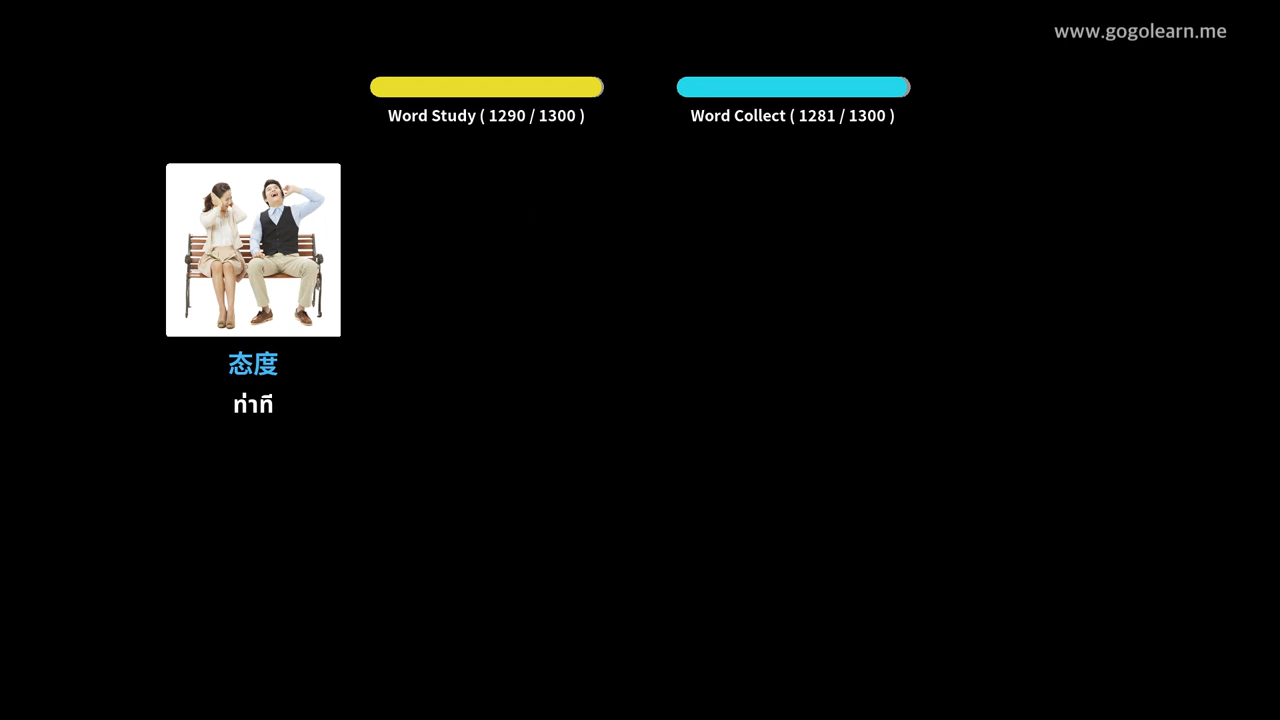 www.gogolearn.me
Word Study ( 1290 / 1300 )
Word Collect ( 1281 / 1300 )
态度
ท่าที